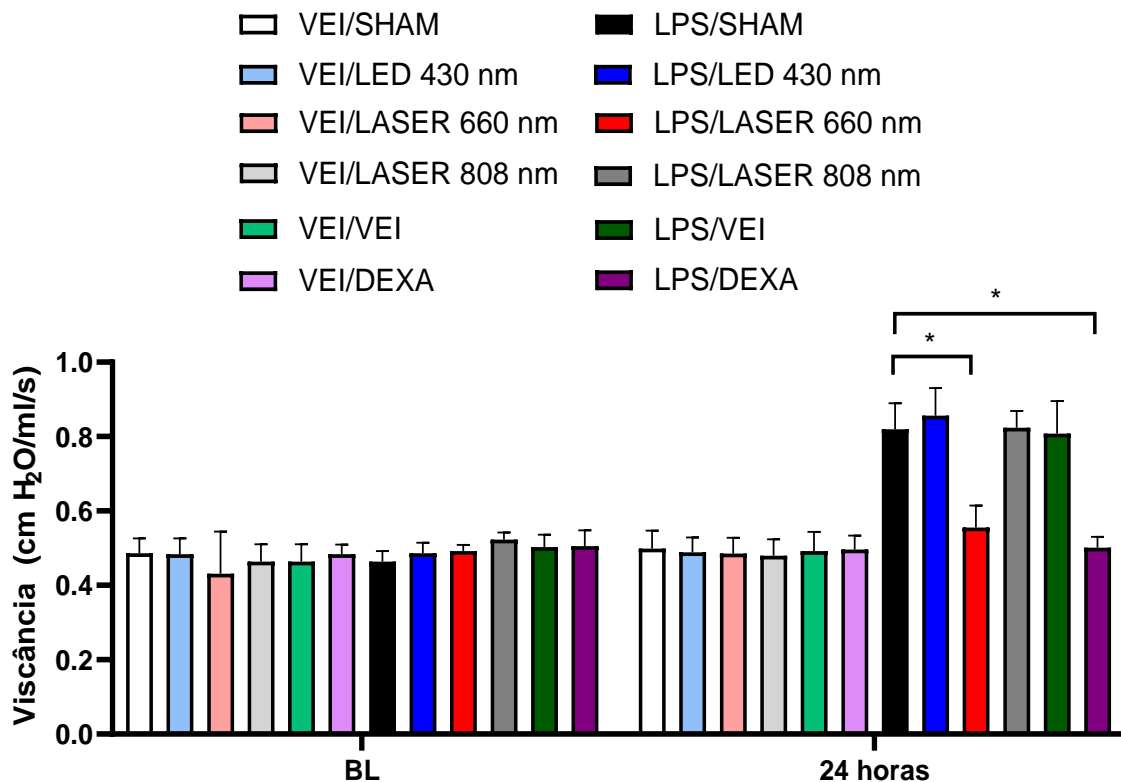 VEI/SHAM LPS/SHAM
VEI/LED 430 nm LPS/LED 430 nm
VEI/LASER 660 nm LPS/LASER 660 nm
VEI/LASER 808 nm LPS/LASER 808 nm
VEI/VEI LPS/VEI
VEI/DEXA LPS/DEXA
*
*
1.0
0.8
0.6
0.4
0.2
0.0
Viscância (cm H₂O/ml/s)
BL 24 horas